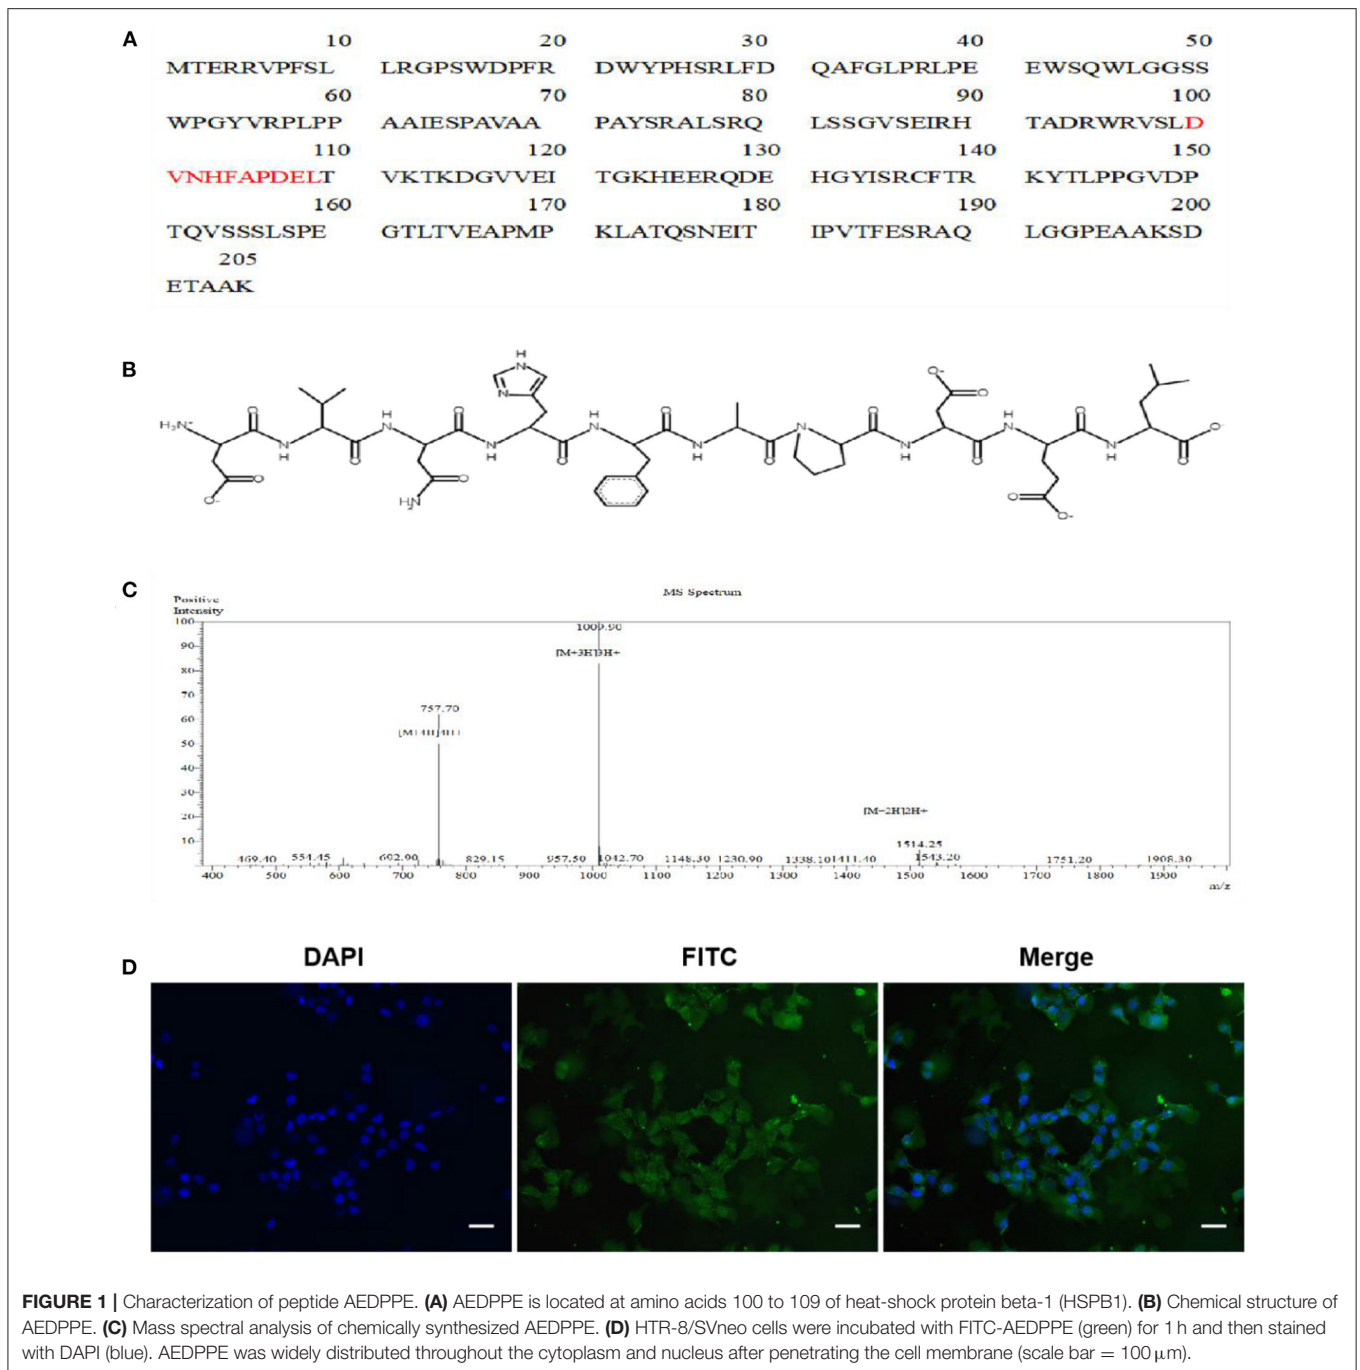 A
10 20 30 40 50
MTERRVPFSL LRGPSWDPFR DWYPHSRLFD QAFGLPRLPE EWSQWLGGSS
60 70 80 90 100
WPGYVRPLPP AAIESPAVAA PAYSRALSRQ LSSGVSEIRH TADRWRVSLD
110 120 130 140 150
VNHFAPDELT VKTKDGVVEI TGKHEERQDE HGYISRCFTR KYTLPPGVDP
160 170 180 190 200
TQVSSSLSPE GTLTVEAPMP KLATQSNEIT IPVTFESRAQ LGGPEAAKSD
205
ETAAK
B
H
N
N
O-
O
O-
H3N+
O
N
H
O
H
N
O
N
H
O
H
N
O
N
H
O
N
O
N
H
O
H
N
O
N
H
O
O-
O
O-
O
H2N
O
O-
C
MS Spectrum
Positive
Intensity
100
1009.90
90
[M+3H]3H+
80
70
757.70
60
[M+4H]4H+
50
40
30
20
[M+2H]2H+
10
1514.25
469.40 554.45 602.00 829.15 957.50 1042.70 1148.30 1230.90 1338.10 1411.40 1543.20 1751.20 1908.30
400 500 600 700 800 900 1000 1100 1200 1300 1400 1500 1600 1700 1800 1900
m/z
D
DAPI FITC Merge
FIGURE 1 | Characterization of peptide AEDPPE. (A) AEDPPE is located at amino acids 100 to 109 of heat-shock protein beta-1 (HSPB1). (B) Chemical structure of
AEDPPE. (C) Mass spectral analysis of chemically synthesized AEDPPE. (D) HTR-8/SVneo cells were incubated with FITC-AEDPPE (green) for 1 h and then stained
with DAPI (blue). AEDPPE was widely distributed throughout the cytoplasm and nucleus after penetrating the cell membrane (scale bar = 100 μm).